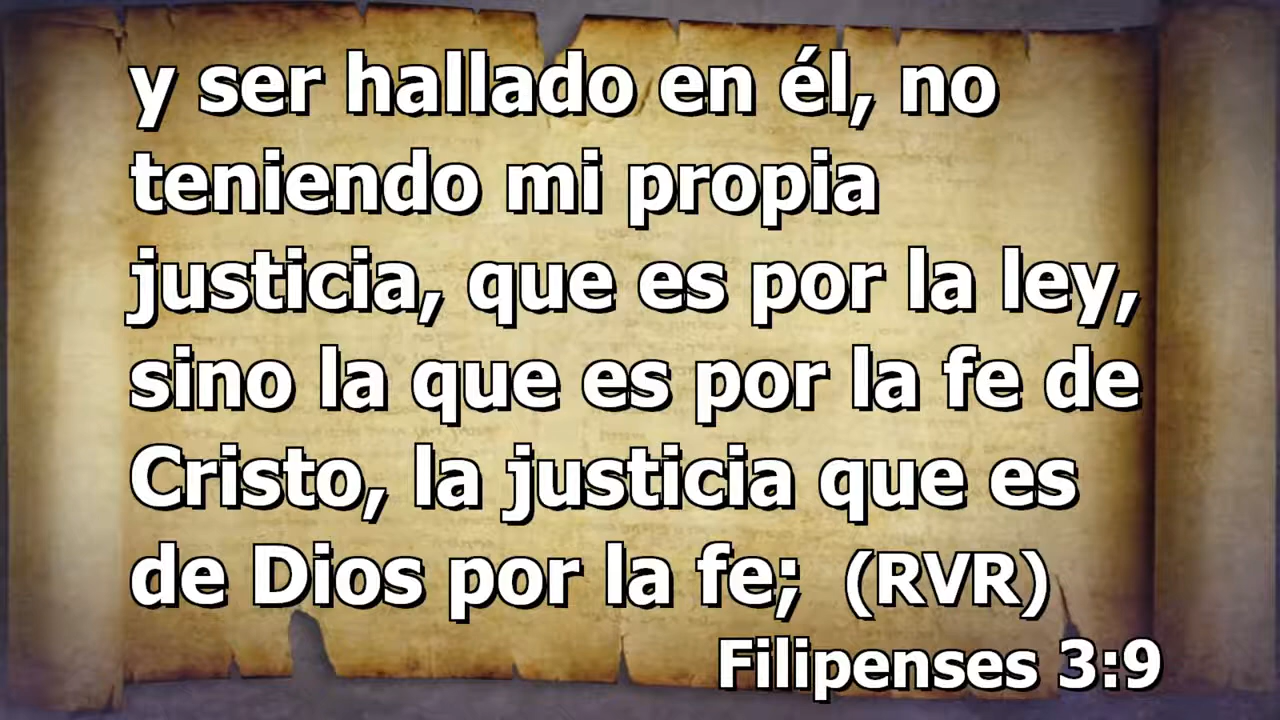 y ser hallado en él, no
teniendo mi propia
justicia, que es por la ley,
sino la que es por la fe de
Cristo, la justicia que es
de Dios por la fe; (RVR)
Filipenses 3:9